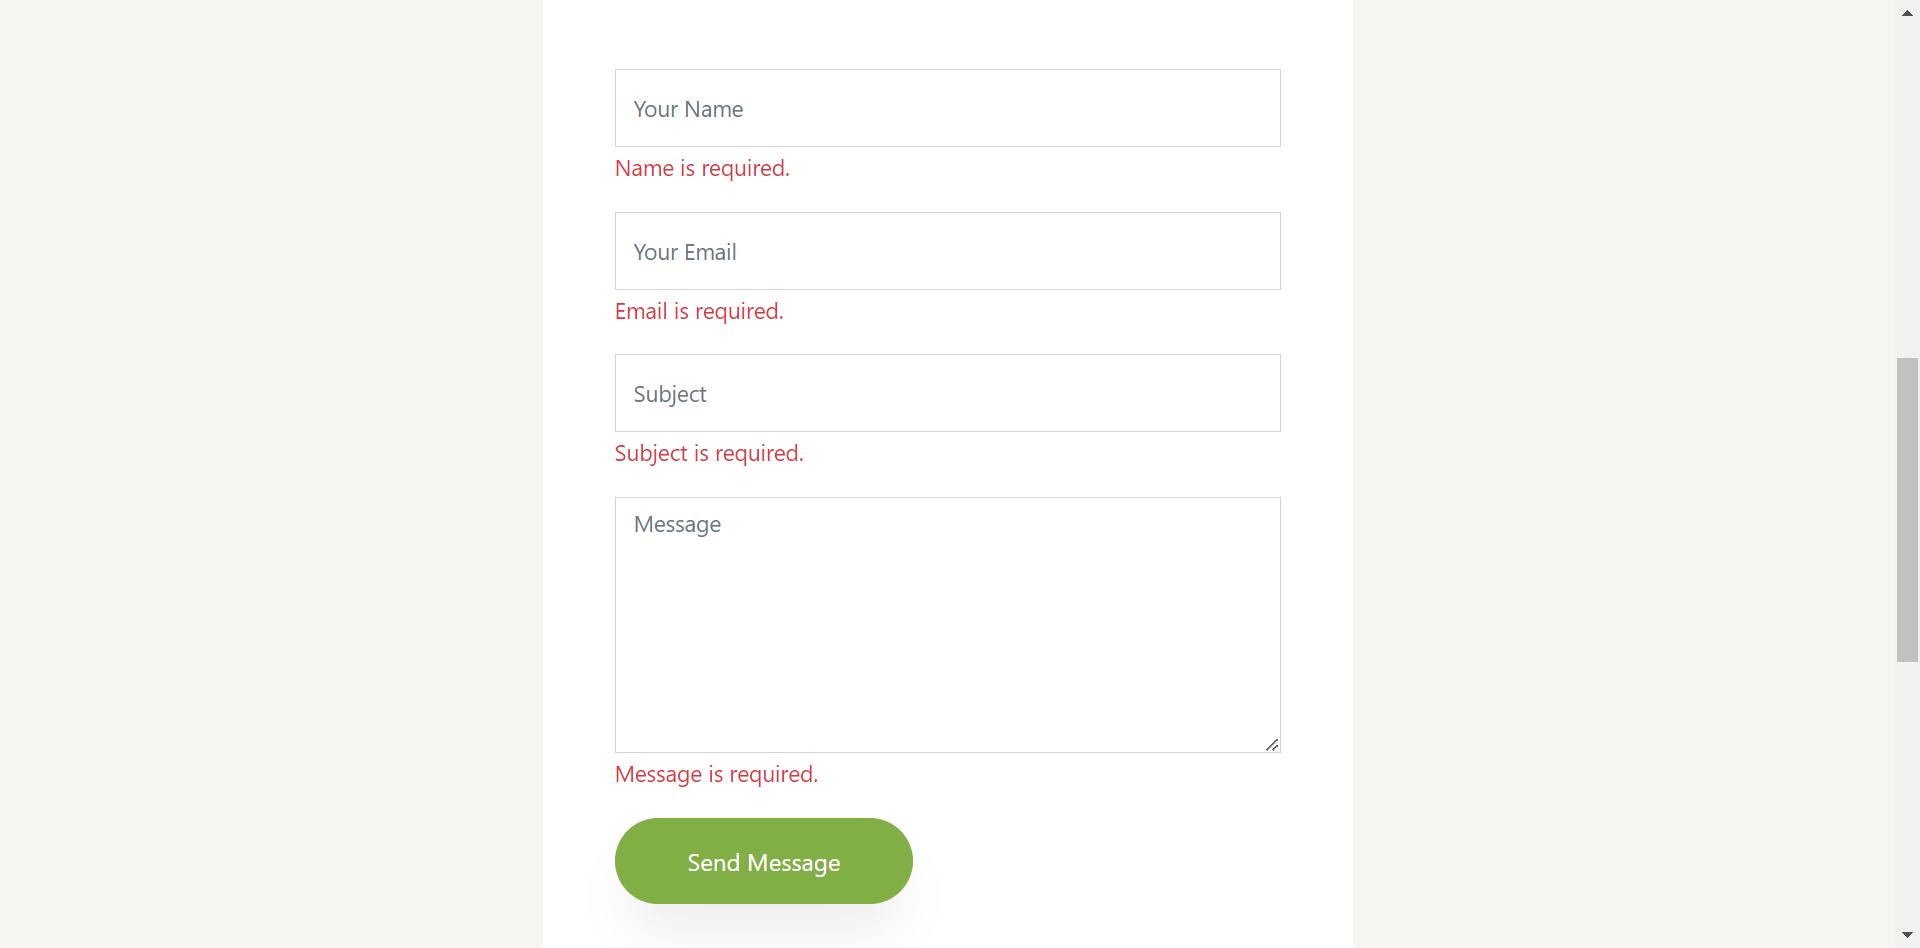 Your Name
Name is required.
Your Email
Email is required.
Subject
Subject is required.
Message
Message is required.
Send Message